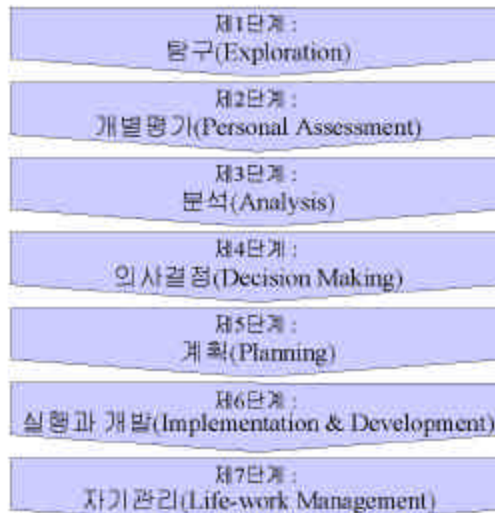 제1단계 :
탐구(Exploration)
제2단계 :
개별평가(Personal Assessment)
제3단계 :
분석(Analysis)
제4단계 :
의사결정(Decision Making)
제5단계 :
계획(Planning)
제6단계 :
실행과 개발(Implementation & Development)
제7단계 :
자기관리(Life-work Management)